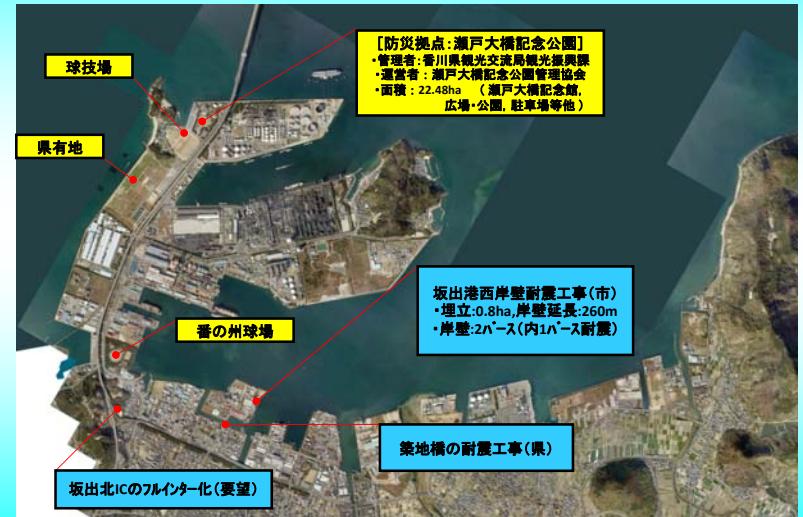 [防災拠点:瀬戸大橋記念公園]
・管理者:香川県観光交流局観光振興課
・運営者:瀬戸大橋記念公園管理協会
・面積:22.48ha (瀬戸大橋記念館,
広場・公園, 駐車場等他)
球技場
県有地
番の州球場
坂出港西岸壁耐震工事(市)
・埋立:0.8ha,岸壁延長:260m
・岸壁:2バース(内1バース耐震)
築地橋の耐震工事(県)
坂出北ICのフルインター化(要望)